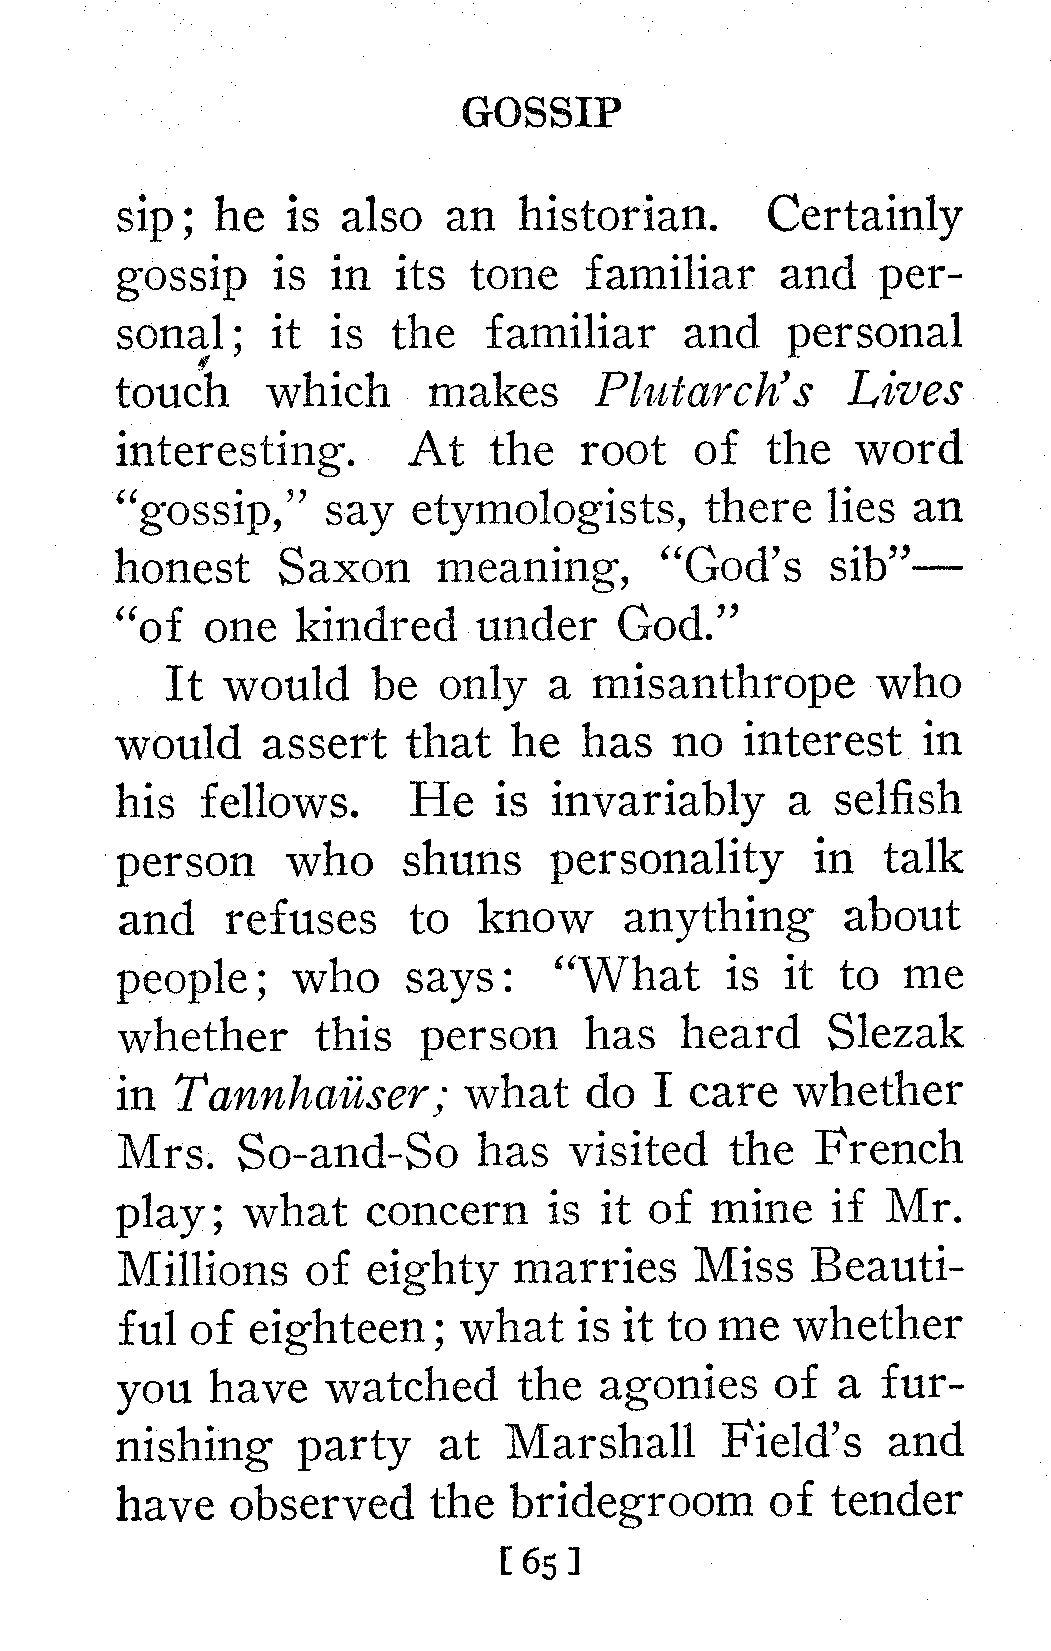 GOSSIP
sip; he is also an historian. Certainly
gossip is in its tone familiar and per-
sonal; it is the familiar and personal
touch which makes Plutarch's Lives
interesting. At the root of the word
“gossip,” say etymologists, there lies an
honest Saxon meaning, “God's sib”—
“of one kindred under God.”
It would be only a misanthrope who
would assert that he has no interest in
his fellows. He is invariably a selfish
person who shuns personality in talk
and refuses to know anything about
people; who says: “What is it to me
whether this person has heard Slezak
in Tannhaüser; what do I care whether
Mrs. So-and-So has visited the French
play; what concern is it of mine if Mr.
Millions of eighty marries Miss Beauti-
ful of eighteen; what is it to me whether
you have watched the agonies of a fur-
nishing party at Marshall Field's and
have observed the bridegroom of tender
[65]